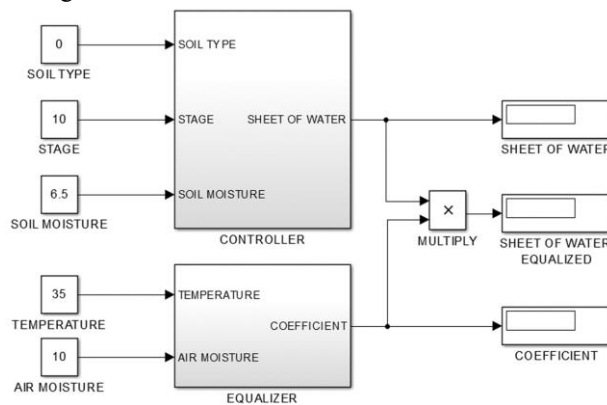 0
SOIL TYPE
10
STAGE
6.5
SOIL MOISTURE
SOIL TYPE
STAGE
SOIL MOISTURE
SHEET OF WATER
CONTROLLER
35
TEMPERATURE
10
AIR MOISTURE
TEMPERATURE
AIR MOISTURE
COEFFICIENT
EQUALIZER
×
MULTIPLY
SHEET OF WATER
SHEET OF WATER
EQUALIZED
COEFFICIENT